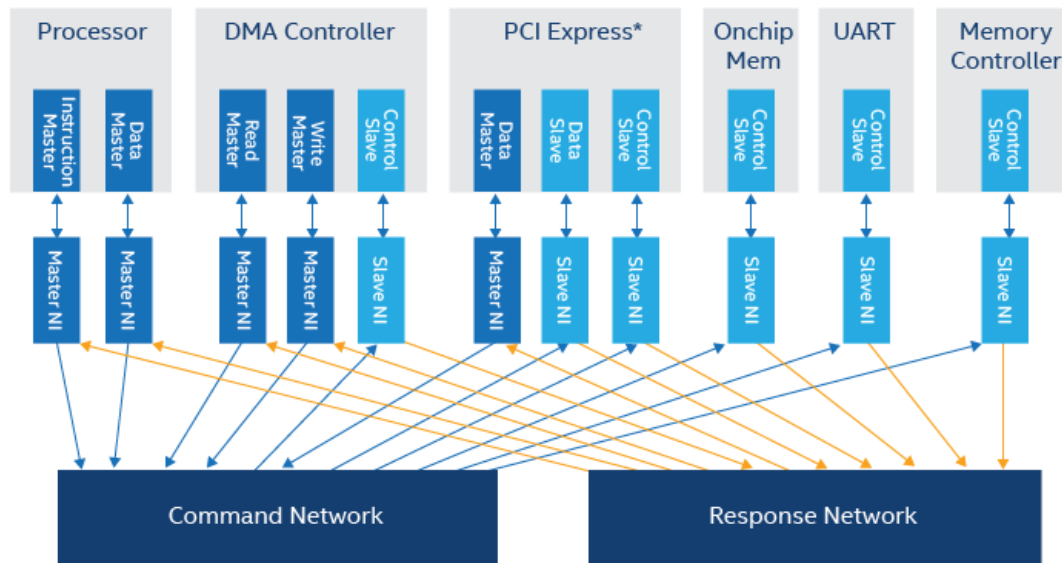 Processor
DMA Controller
PCI Express*
Onchip
Mem
UART
Memory
Controller
Instruction
Master
Data
Master
Read
Master
Write
Master
Control
Slave
Data
Master
Data
Slave
Control
Slave
Control
Slave
Control
Slave
Control
Slave
Master NI
Master NI
Master NI
Master NI
Slave NI
Master NI
Slave NI
Slave NI
Slave NI
Slave NI
Slave NI
Command Network
Response Network